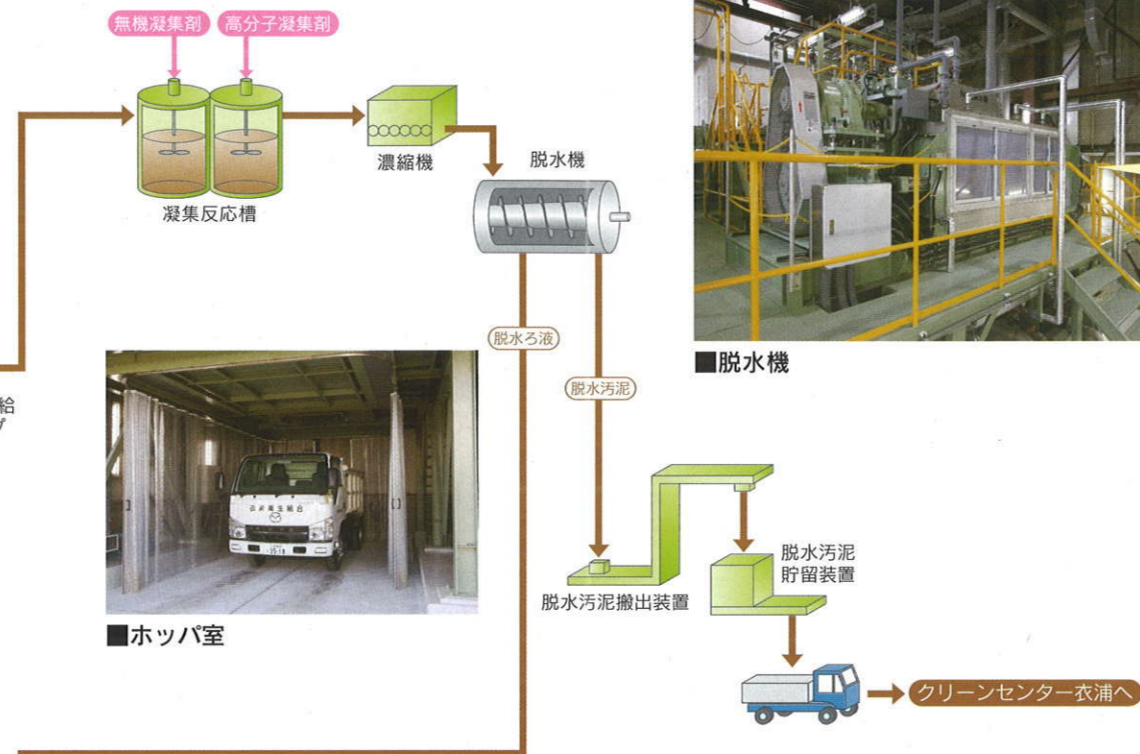 無機凝集剤
高分子凝集剤
凝集反応槽
濃縮機
脱水機
脱水ろ液
脱水汚泥
■脱水機
給
プ
■ホッパ室
脱水汚泥搬出装置
脱水汚泥
貯留装置
クリーンセンター衣浦へ